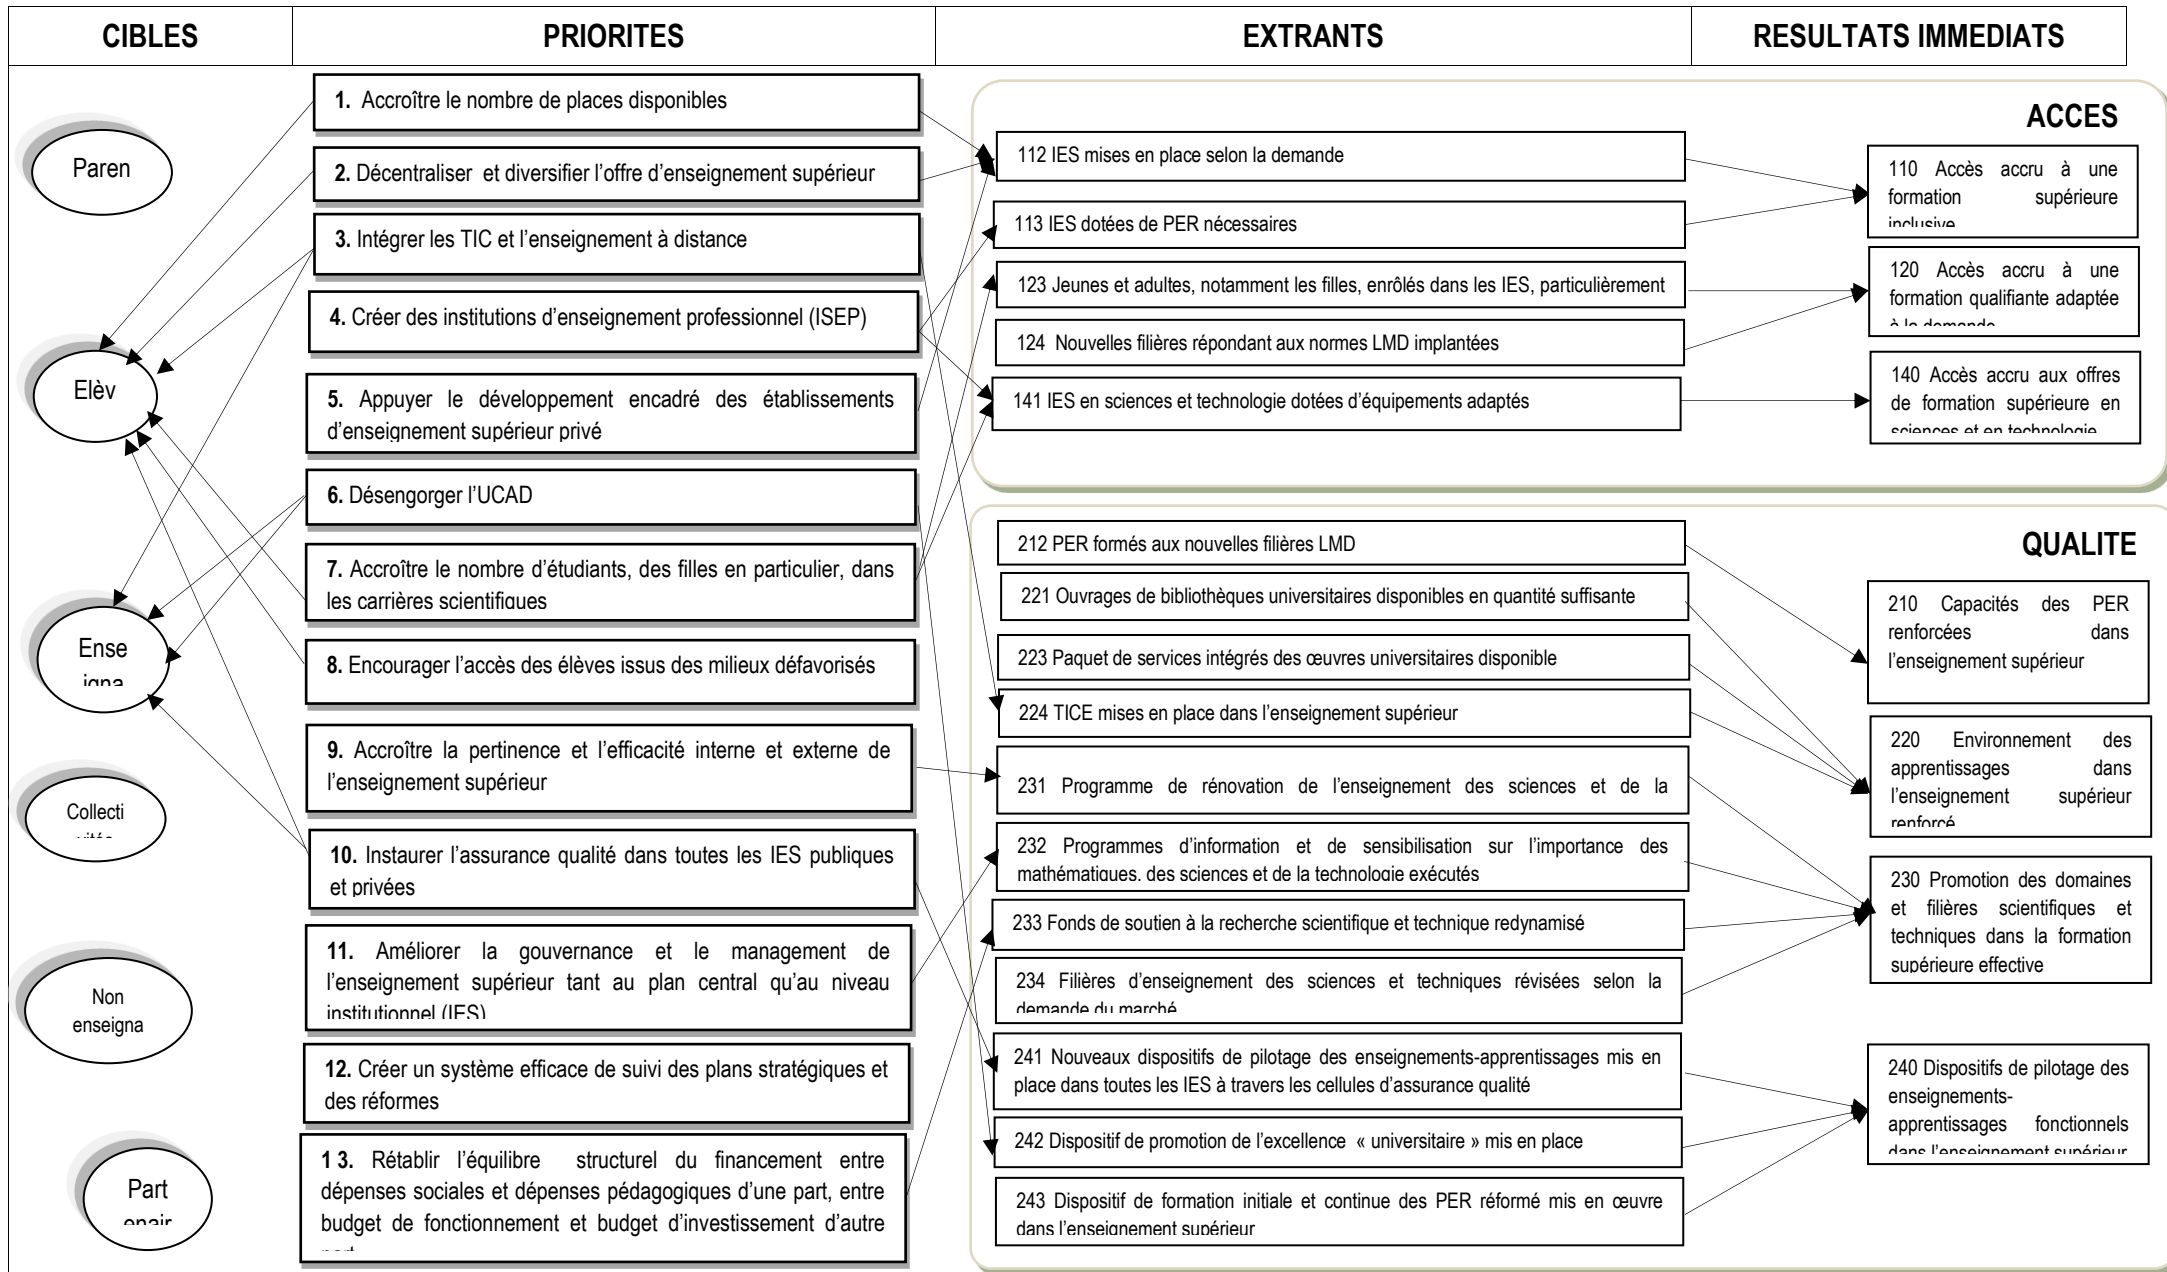 CIBLES
PRIORITES
EXTRANTS
RESULTATS IMMEDIATS
Paren
Elèv
Ense
igna
Collecti
vités
Non
enseigna
Part
enair
1. Accroître le nombre de places disponibles
2. Décentraliser et diversifier l’offre d’enseignement supérieur
3. Intégrer les TIC et l’enseignement à distance
4. Créer des institutions d’enseignement professionnel (ISEP)
5. Appuyer le développement encadré des établissements
d’enseignement supérieur privé
6. Désengorger l’UCAD
7. Accroître le nombre d’étudiants, des filles en particulier, dans
les carrières scientifiques
8. Encourager l’accès des élèves issus des milieux défavorisés
9. Accroître la pertinence et l’efficacité interne et externe de
l’enseignement supérieur
10. Instaurer l’assurance qualité dans toutes les IES publiques
et privées
11. Améliorer la gouvernance et le management de
l’enseignement supérieur tant au plan central qu’au niveau
institutionnel (IES)
12. Créer un système efficace de suivi des plans stratégiques et
des réformes
1 3. Rétablir l’équilibre structurel du financement entre
dépenses sociales et dépenses pédagogiques d’une part, entre
budget de fonctionnement et budget d’investissement d’autre
part
ACCES
112 IES mises en place selon la demande
113 IES dotées de PER nécessaires
123 Jeunes et adultes, notamment les filles, enrôlés dans les IES, particulièrement
124 Nouvelles filières répondant aux normes LMD implantées
141 IES en sciences et technologie dotées d’équipements adaptés
110 Accès accru à une
formation supérieure
inclusive
120 Accès accru à une
formation qualifiante adaptée
à la demande
140 Accès accru aux offres
de formation supérieure en
sciences et en technologie
QUALITE
212 PER formés aux nouvelles filières LMD
221 Ouvrages de bibliothèques universitaires disponibles en quantité suffisante
223 Paquet de services intégrés des œuvres universitaires disponible
224 TICE mises en place dans l’enseignement supérieur
231 Programme de rénovation de l’enseignement des sciences et de la
232 Programmes d’information et de sensibilisation sur l’importance des
mathématiques, des sciences et de la technologie exécutés
233 Fonds de soutien à la recherche scientifique et technique redynamisé
234 Filières d’enseignement des sciences et techniques révisées selon la
demande du marché
241 Nouveaux dispositifs de pilotage des enseignements-apprentissages mis en
place dans toutes les IES à travers les cellules d’assurance qualité
242 Dispositif de promotion de l’excellence « universitaire » mis en place
243 Dispositif de formation initiale et continue des PER réformé mis en œuvre
dans l’enseignement supérieur
210 Capacités des PER
renforcées dans
l’enseignement supérieur
220 Environnement des
apprentissages dans
l’enseignement supérieur
renforcé
230 Promotion des domaines
et filières scientifiques et
techniques dans la formation
supérieure effective
240 Dispositifs de pilotage des
enseignements-
apprentissages fonctionnels
dans l’enseignement supérieur